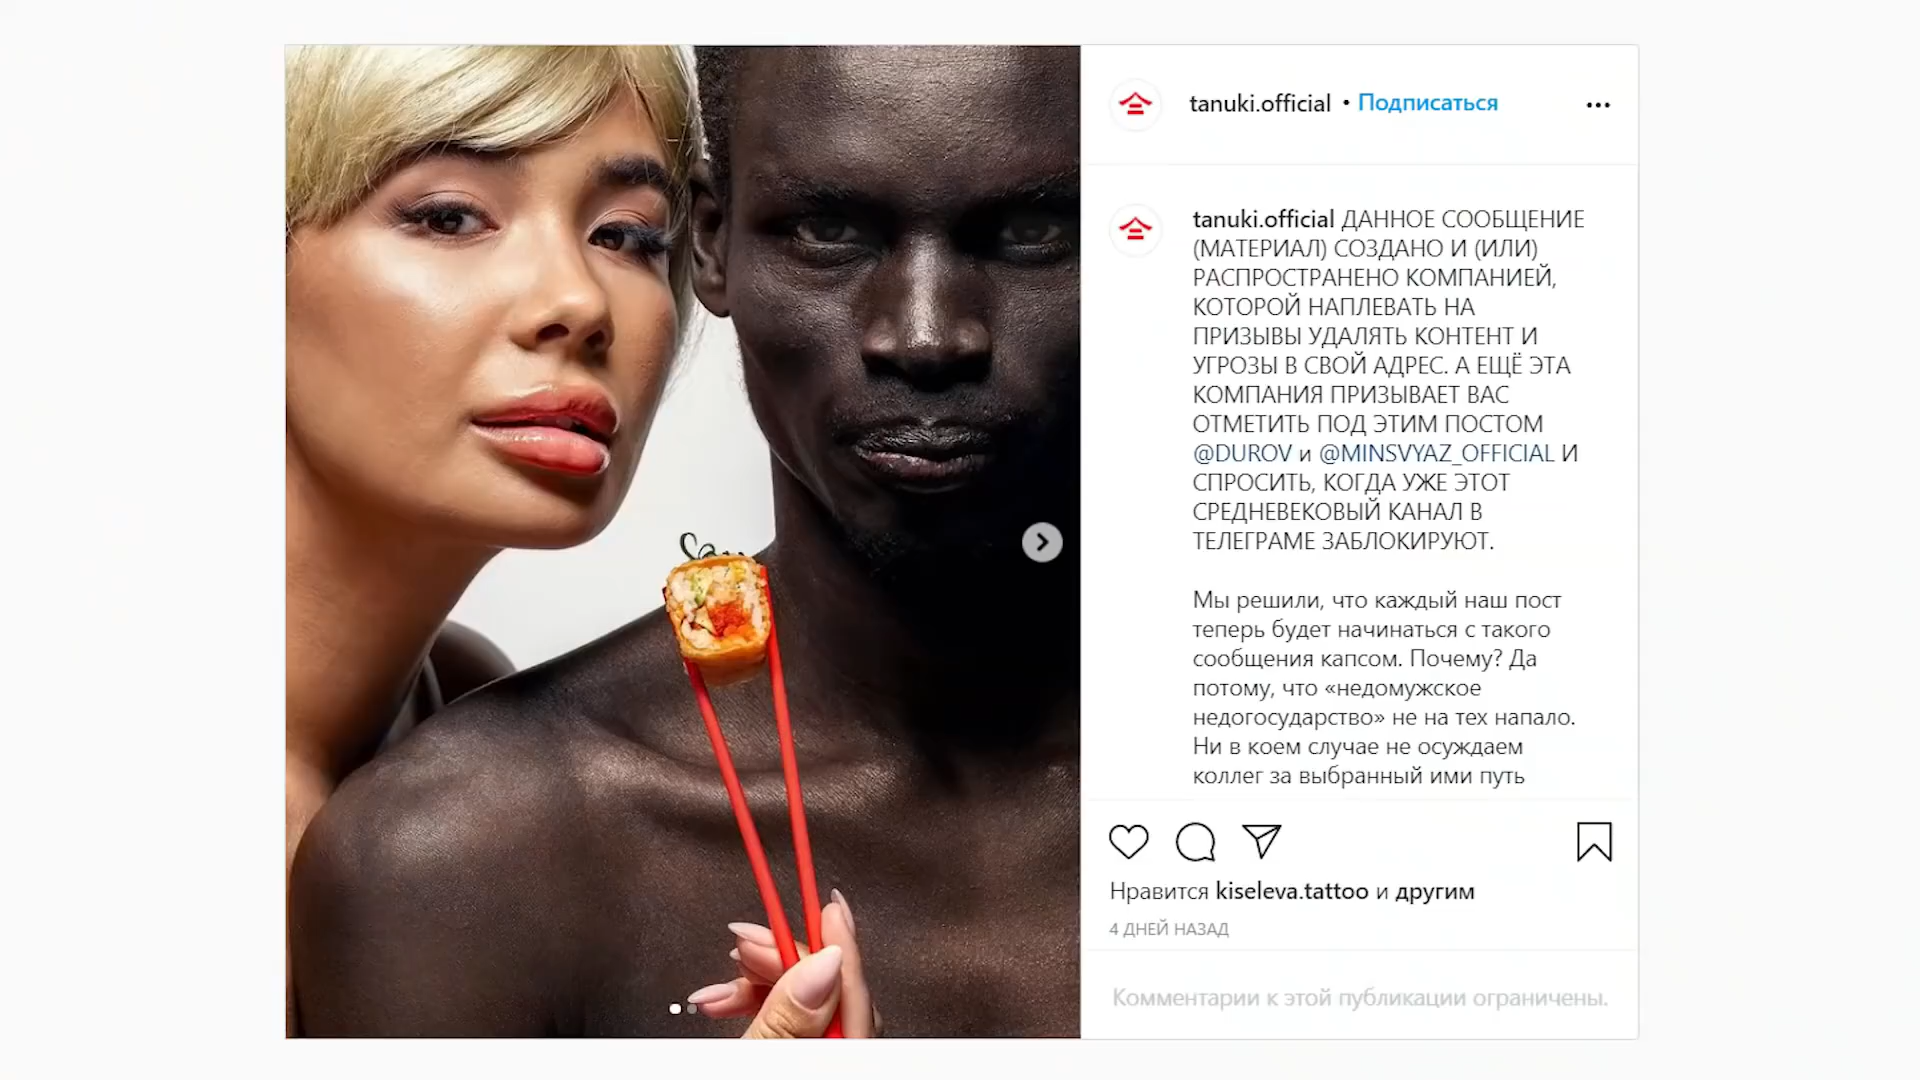 tanuki.official • Подписаться
tanuki.official ДАННОЕ СООБЩЕНИЕ
(МАТЕРИАЛ) СОЗДАНО И (ИЛИ)
РАСПРОСТРАНЕНО КОМПАНИЕЙ,
КОТОРОЙ НАПЛЕВАТЬ НА
ПРИЗЫВЫ УДАЛЯТЬ КОНТЕНТ И
УГРОЗЫ В СВОЙ АДРЕС. А ЕЩЁ ЭТА
КОМПАНИЯ ПРИЗЫВАЕТ ВАС
ОТМЕТИТЬ ПОД ЭТИМ ПОСТОМ
@DUROV и @MINSVYAZ_OFFICIAL И
СПРОСИТЬ, КОГДА УЖЕ ЭТОТ
СРЕДНЕВЕКОВЫЙ КАНАЛ В
ТЕЛЕГРАМЕ ЗАБЛОКИРУЮТ.
Мы решили, что каждый наш пост
теперь будет начинаться с такого
сообщения капсом. Почему? Да
потому, что «недомужское
недогосударство» не на тех напало.
Ни в коем случае не осуждаем
коллег за выбранный ими путь
Нравится kiseleva.tattoo и другим
4 ДНЕЙ НАЗАД
Комментарии к этой публикации ограничены.